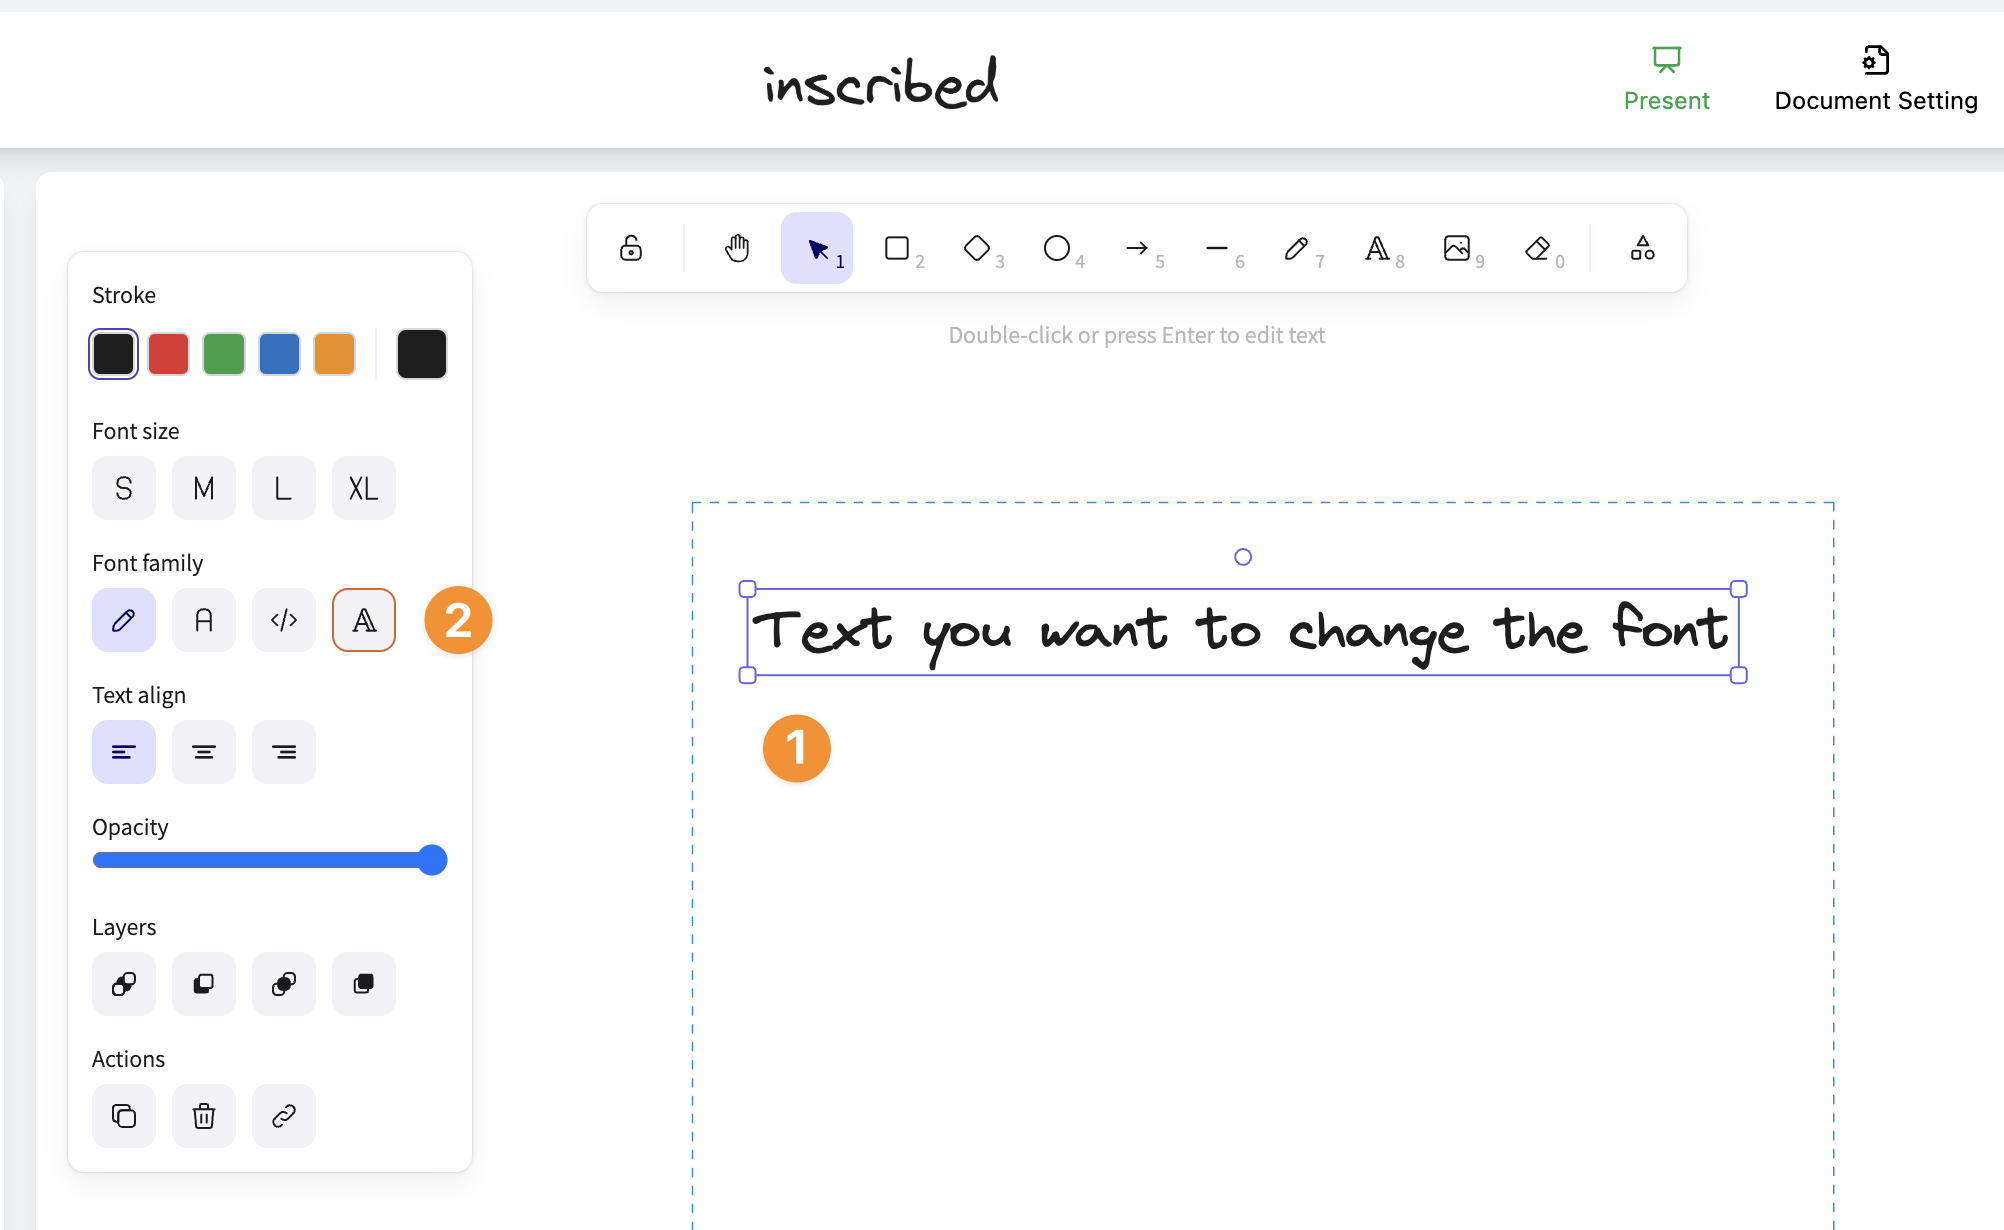 inscribed
Present
Document Setting
1
2
3
4
5
6
7
A
8
9
0
Double-click or press Enter to edit text
Stroke
Font size
S M L XL
Font family
A </> A
2
Text you want to change the font
1
Text align
Opacity
Layers
Actions